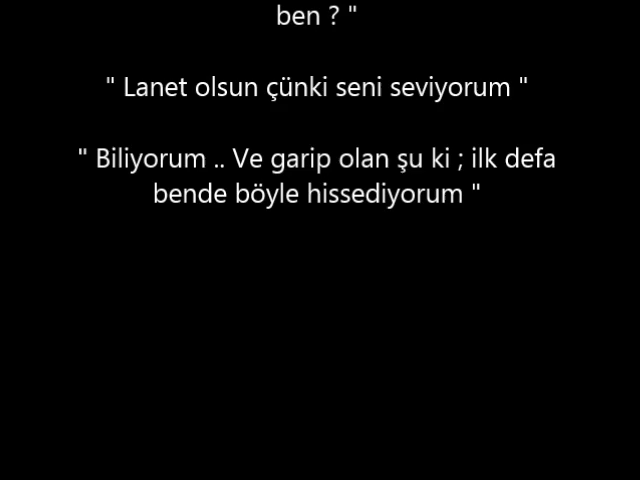 ben ? "
" Lanet olsun çünki seni seviyorum "
" Biliyorum .. Ve garip olan şu ki ; ilk defa
bende böyle hissediyorum "